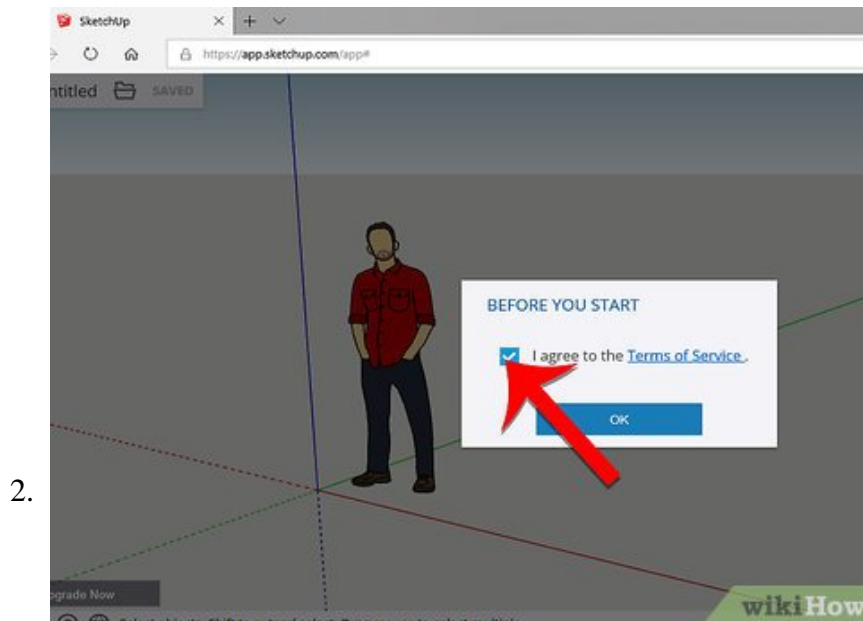 SketchUp
https://app.sketchup.com/app#
ntitled SAVED
BEFORE YOU START
I agree to the Terms of Service .
OK
2.
pgrade Now
wikiHow